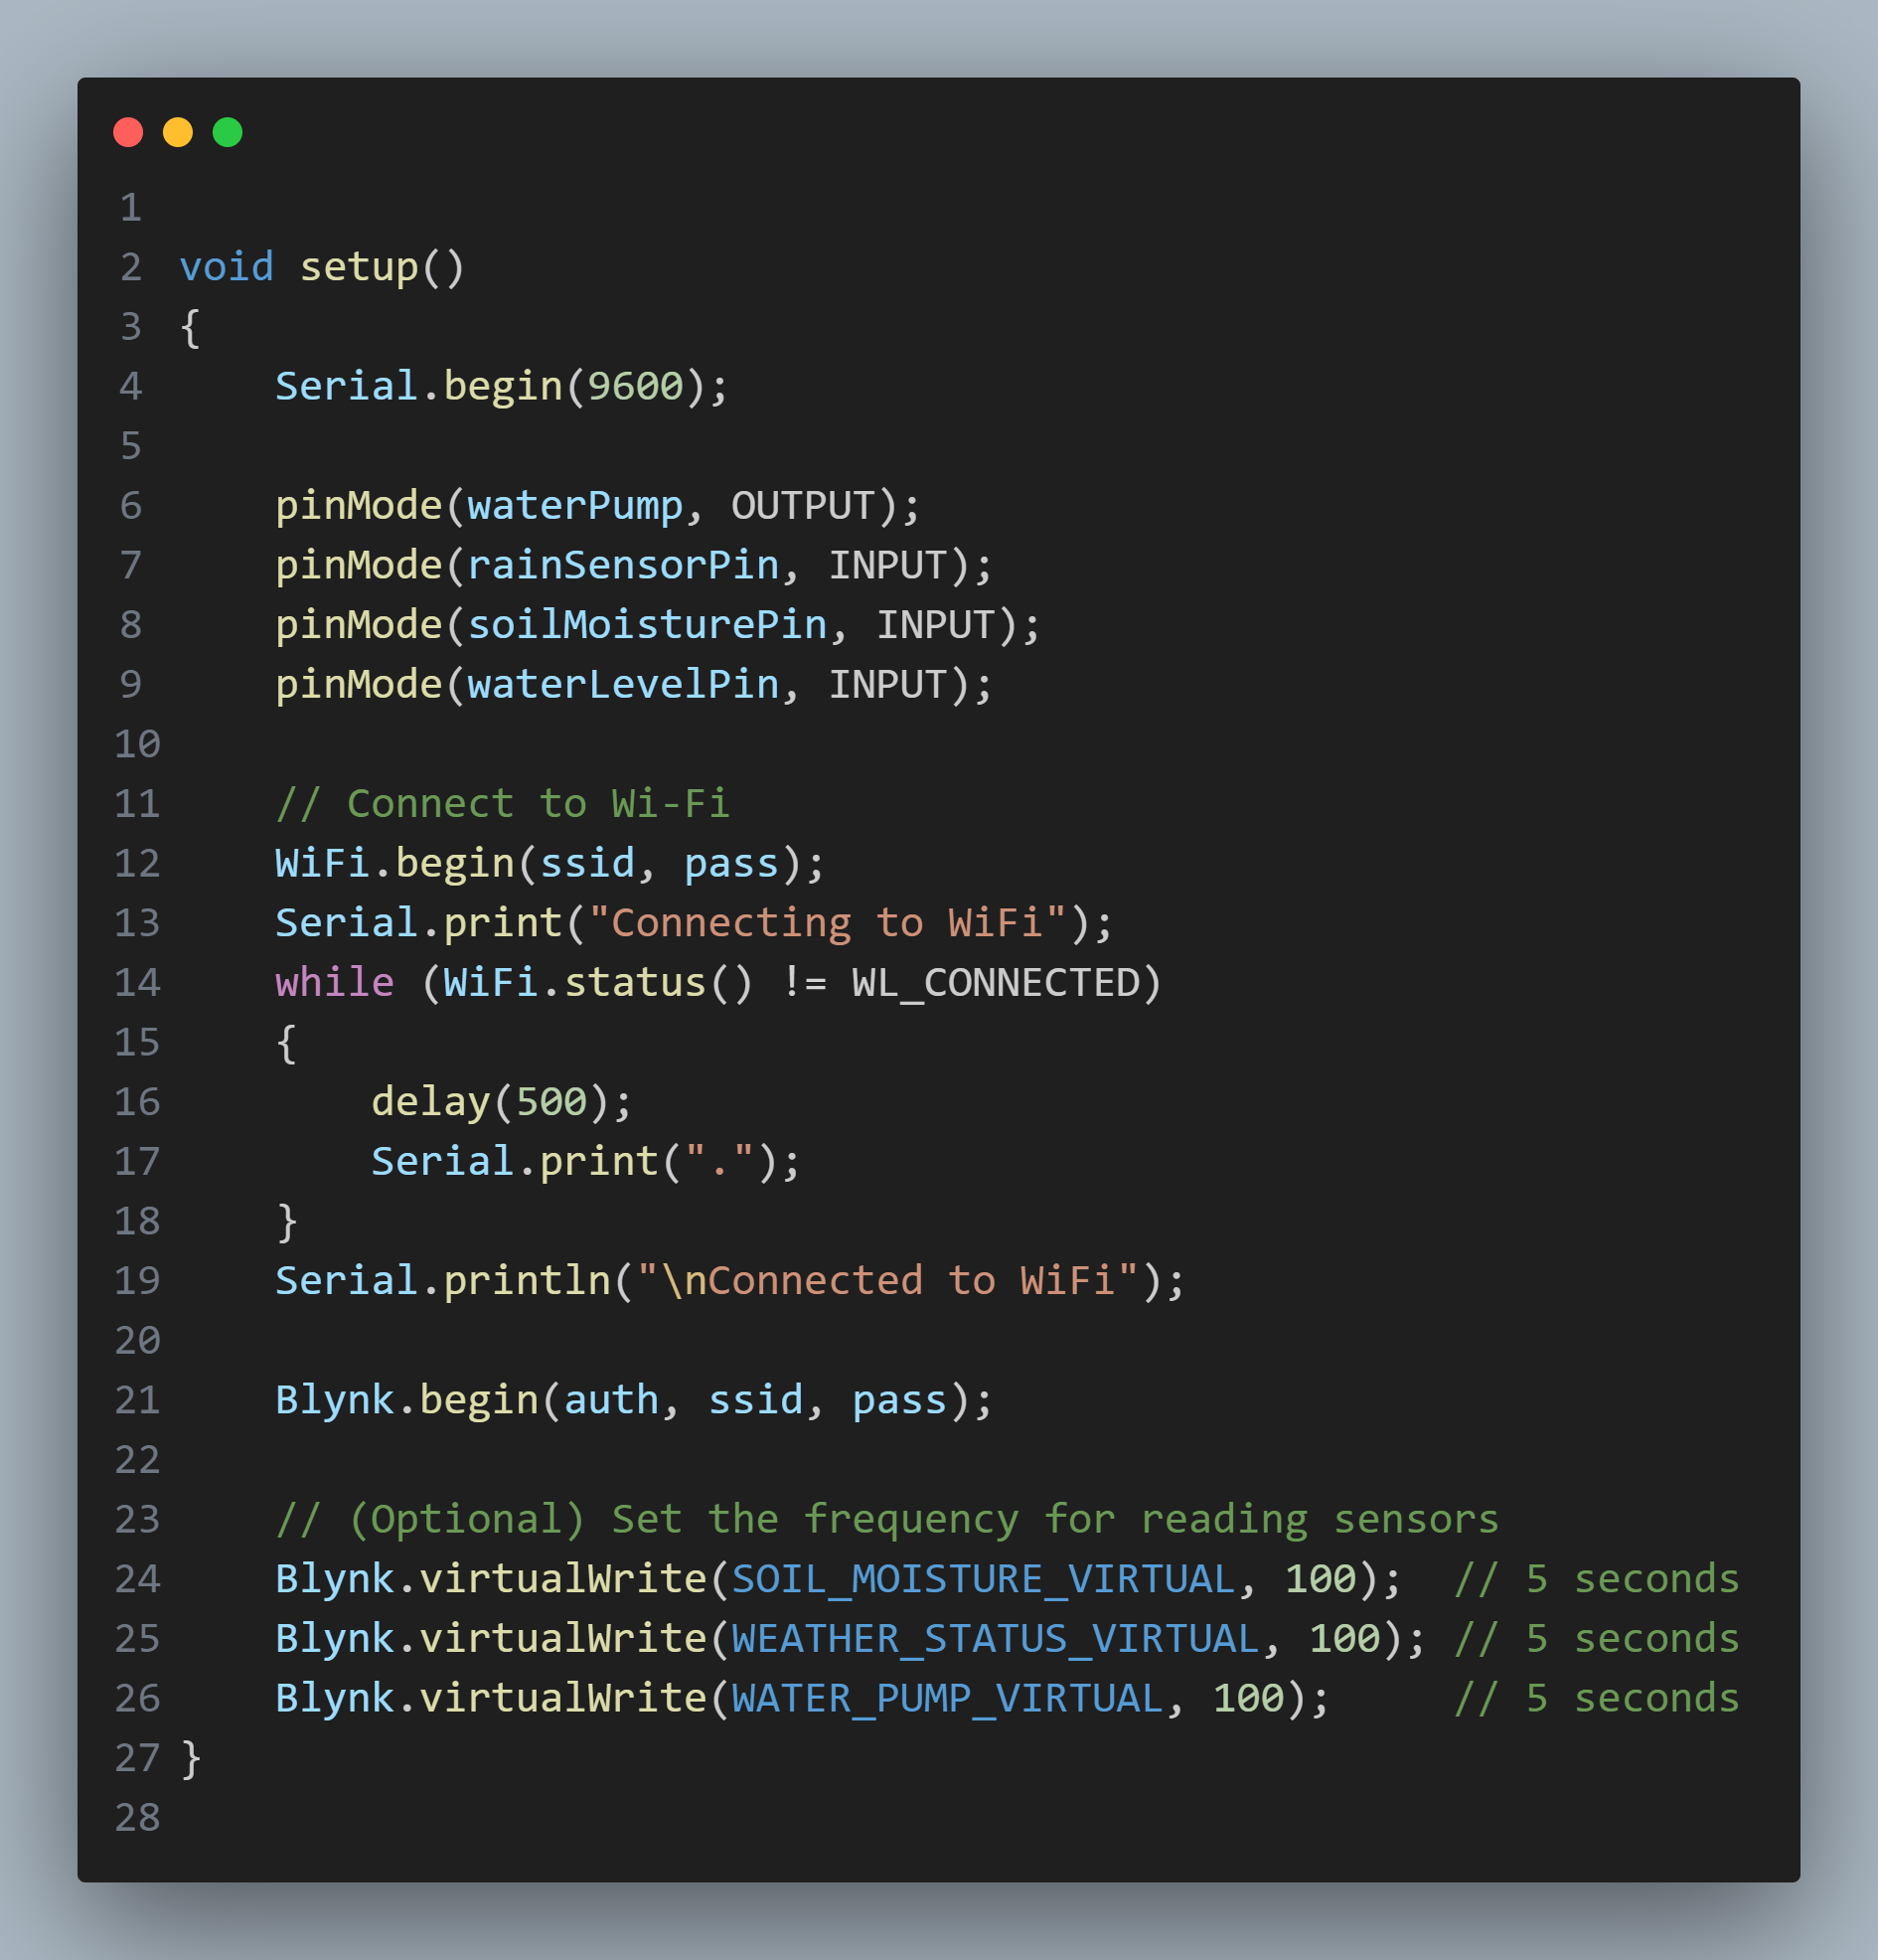 1
2 void setup()
3 {
4     Serial.begin(9600);
5
6     pinMode(waterPump, OUTPUT);
7     pinMode(rainSensorPin, INPUT);
8     pinMode(soilMoisturePin, INPUT);
9     pinMode(waterLevelPin, INPUT);
10
11     // Connect to Wi-Fi
12     WiFi.begin(ssid, pass);
13     Serial.print("Connecting to WiFi");
14     while (WiFi.status() != WL_CONNECTED)
15     {
16         delay(500);
17         Serial.print(".");
18     }
19     Serial.println("\nConnected to WiFi");
20
21     Blynk.begin(auth, ssid, pass);
22
23     // (Optional) Set the frequency for reading sensors
24     Blynk.virtualWrite(SOIL_MOISTURE_VIRTUAL, 100);  // 5 seconds
25     Blynk.virtualWrite(WEATHER_STATUS_VIRTUAL, 100); // 5 seconds
26     Blynk.virtualWrite(WATER_PUMP_VIRTUAL, 100);     // 5 seconds
27 }
28